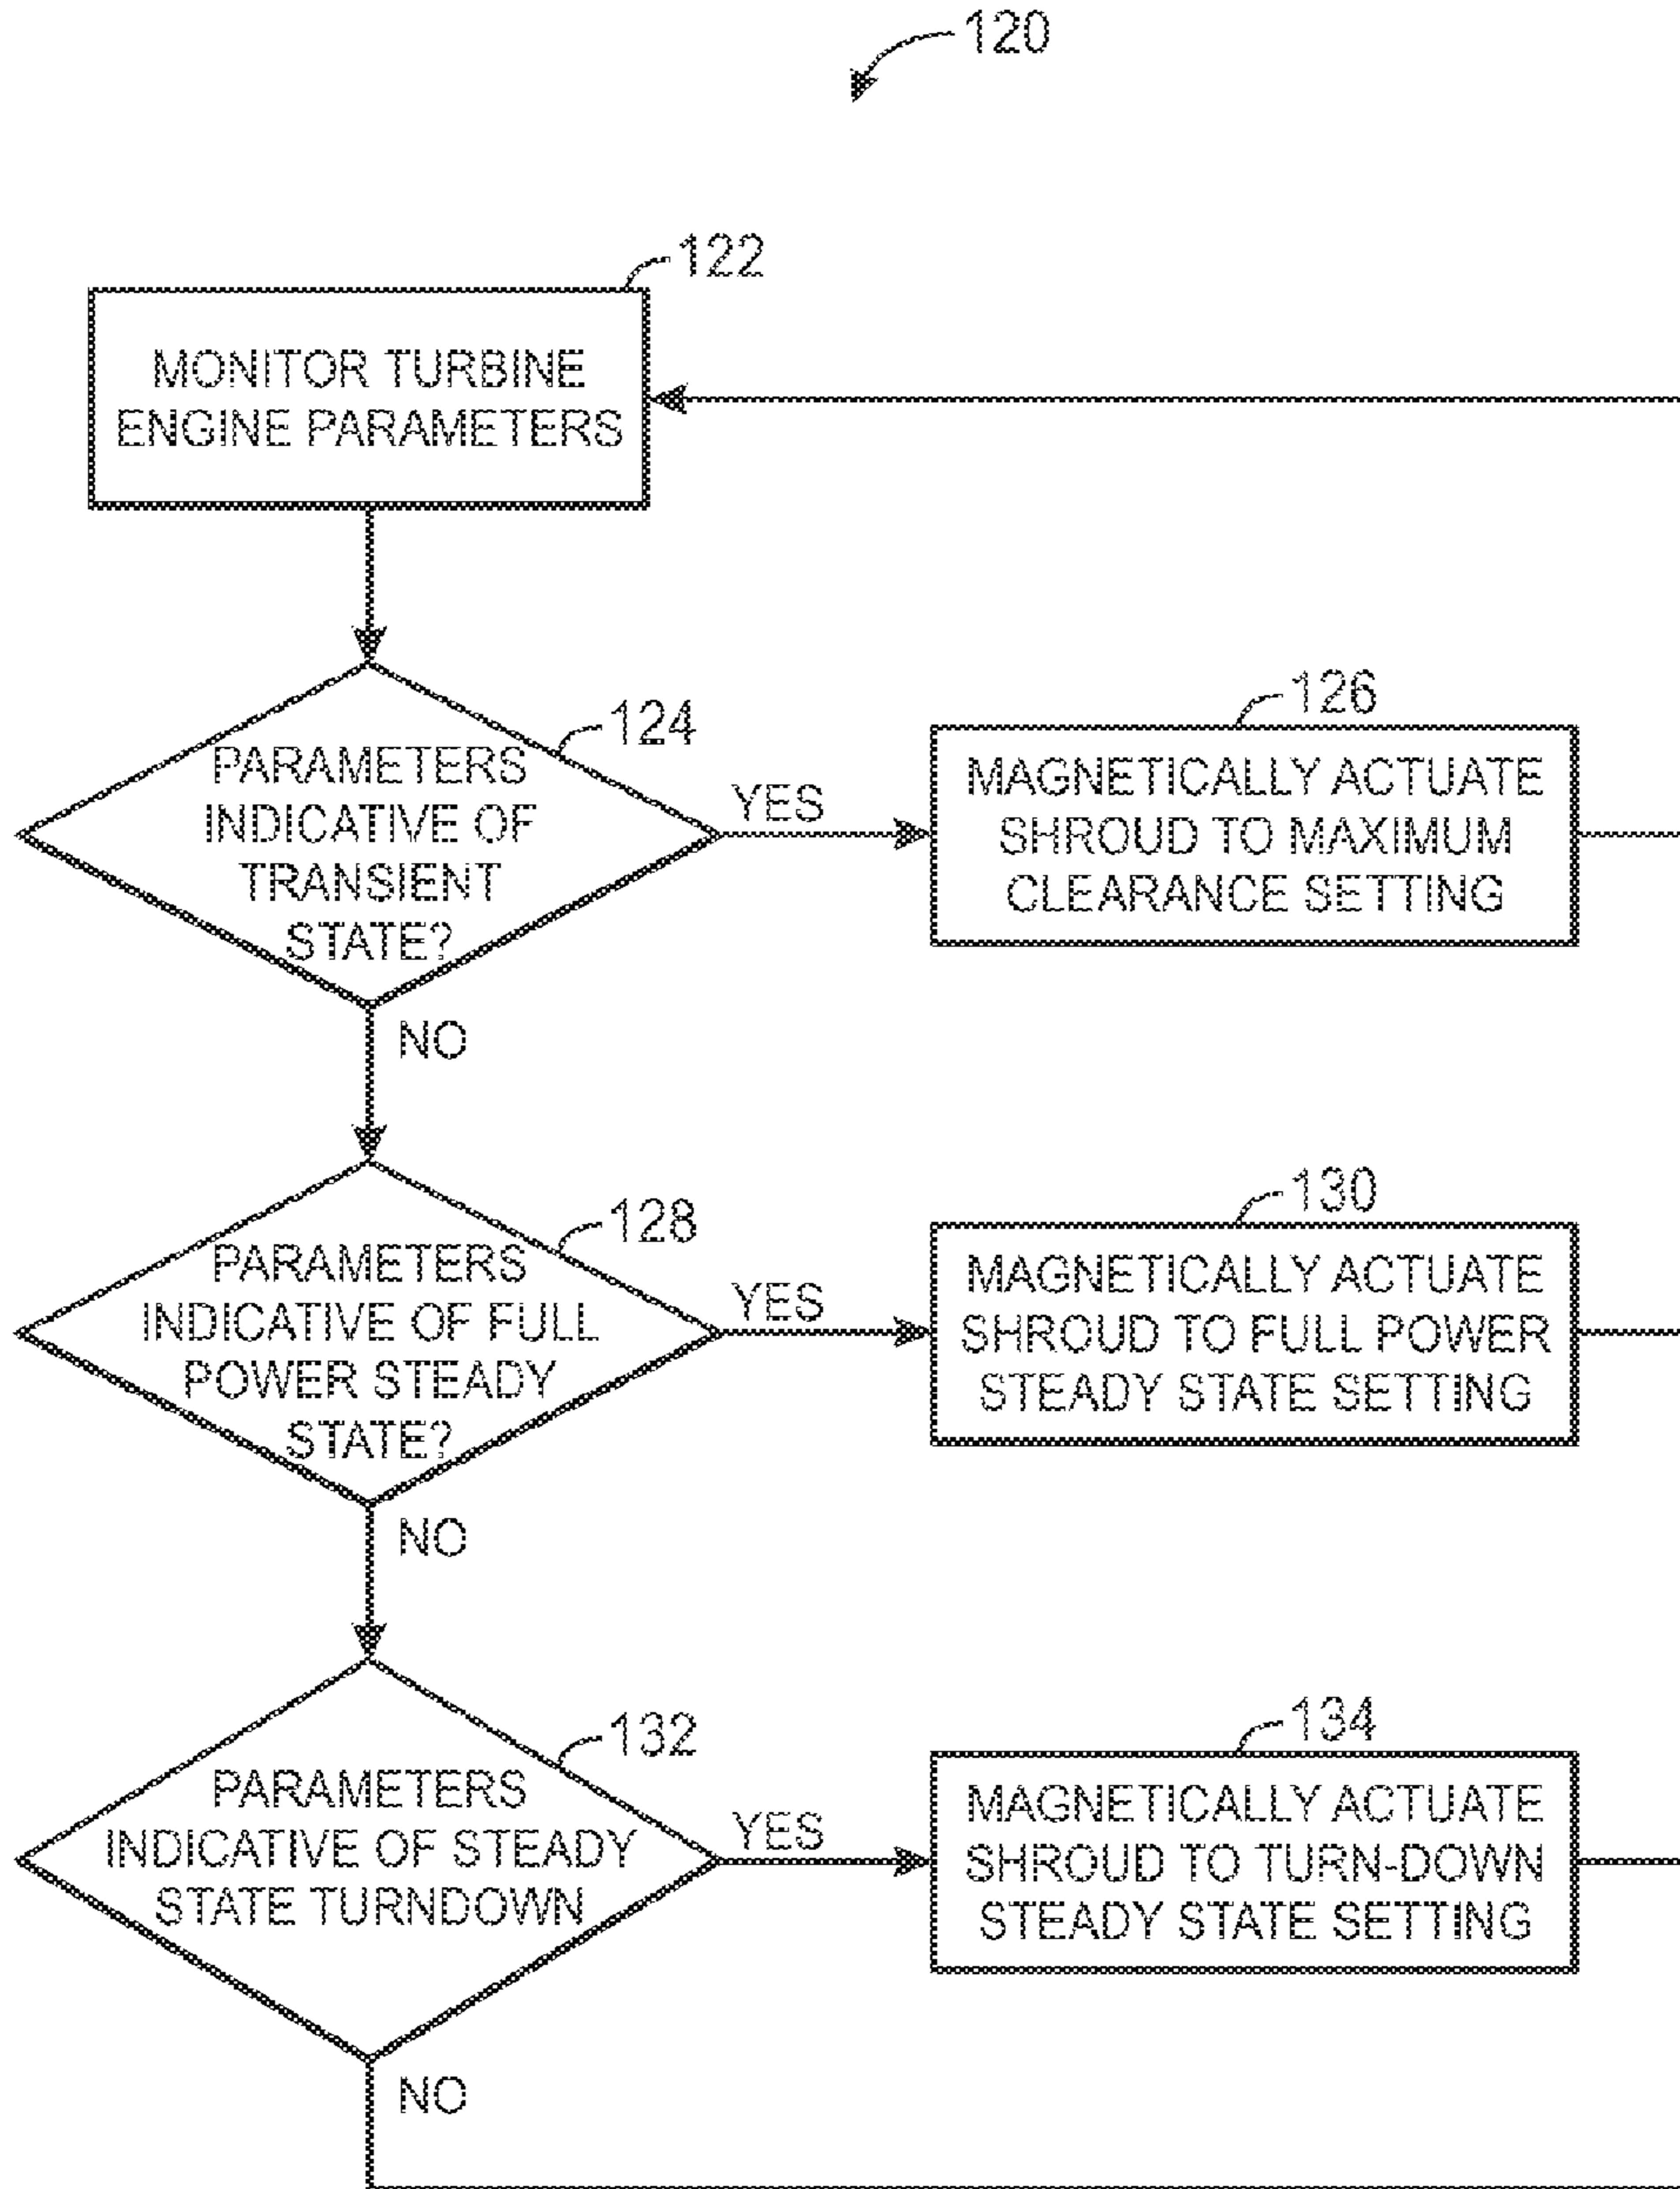 120
122
MONITOR TURBINE
ENGINE PARAMETERS
124
PARAMETERS
INDICATIVE OF
TRANSIENT
STATE?
YES
NO
126
MAGNETICALLY ACTUATE
SHROUD TO MAXIMUM
CLEARANCE SETTING
128
PARAMETERS
INDICATIVE OF FULL
POWER STEADY
STATE?
YES
NO
130
MAGNETICALLY ACTUATE
SHROUD TO FULL POWER
STEADY STATE SETTING
132
PARAMETERS
INDICATIVE OF STEADY
STATE TURNDOWN
YES
NO
134
MAGNETICALLY ACTUATE
SHROUD TO TURN-DOWN
STEADY STATE SETTING